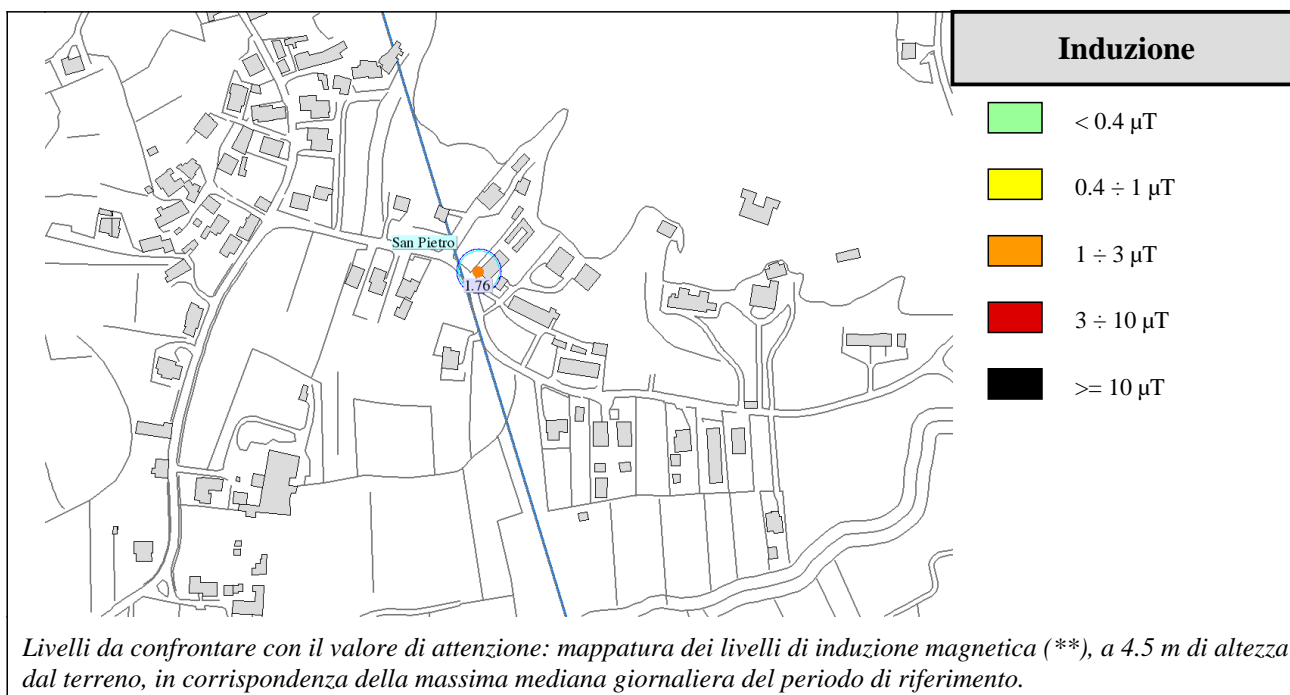 Induzione
< 0.4 µT
0.4 ÷ 1 µT
1 ÷ 3 µT
3 ÷ 10 µT
>= 10 µT
San Pietro
1.76
Livelli da confrontare con il valore di attenzione: mappatura dei livelli di induzione magnetica (**), a 4.5 m di altezza
dal terreno, in corrispondenza della massima mediana giornaliera del periodo di riferimento.